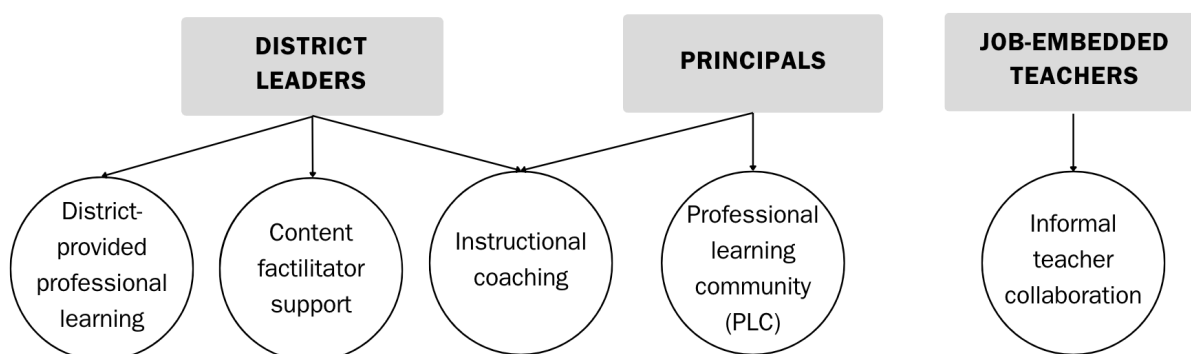 DISTRICT
LEADERS
PRINCIPALS
JOB-EMBEDDED
TEACHERS
District-
provided
professional
learning
Content
factilitator
support
Instructional
coaching
Professional
learning
community
(PLC)
Informal
teacher
collaboration